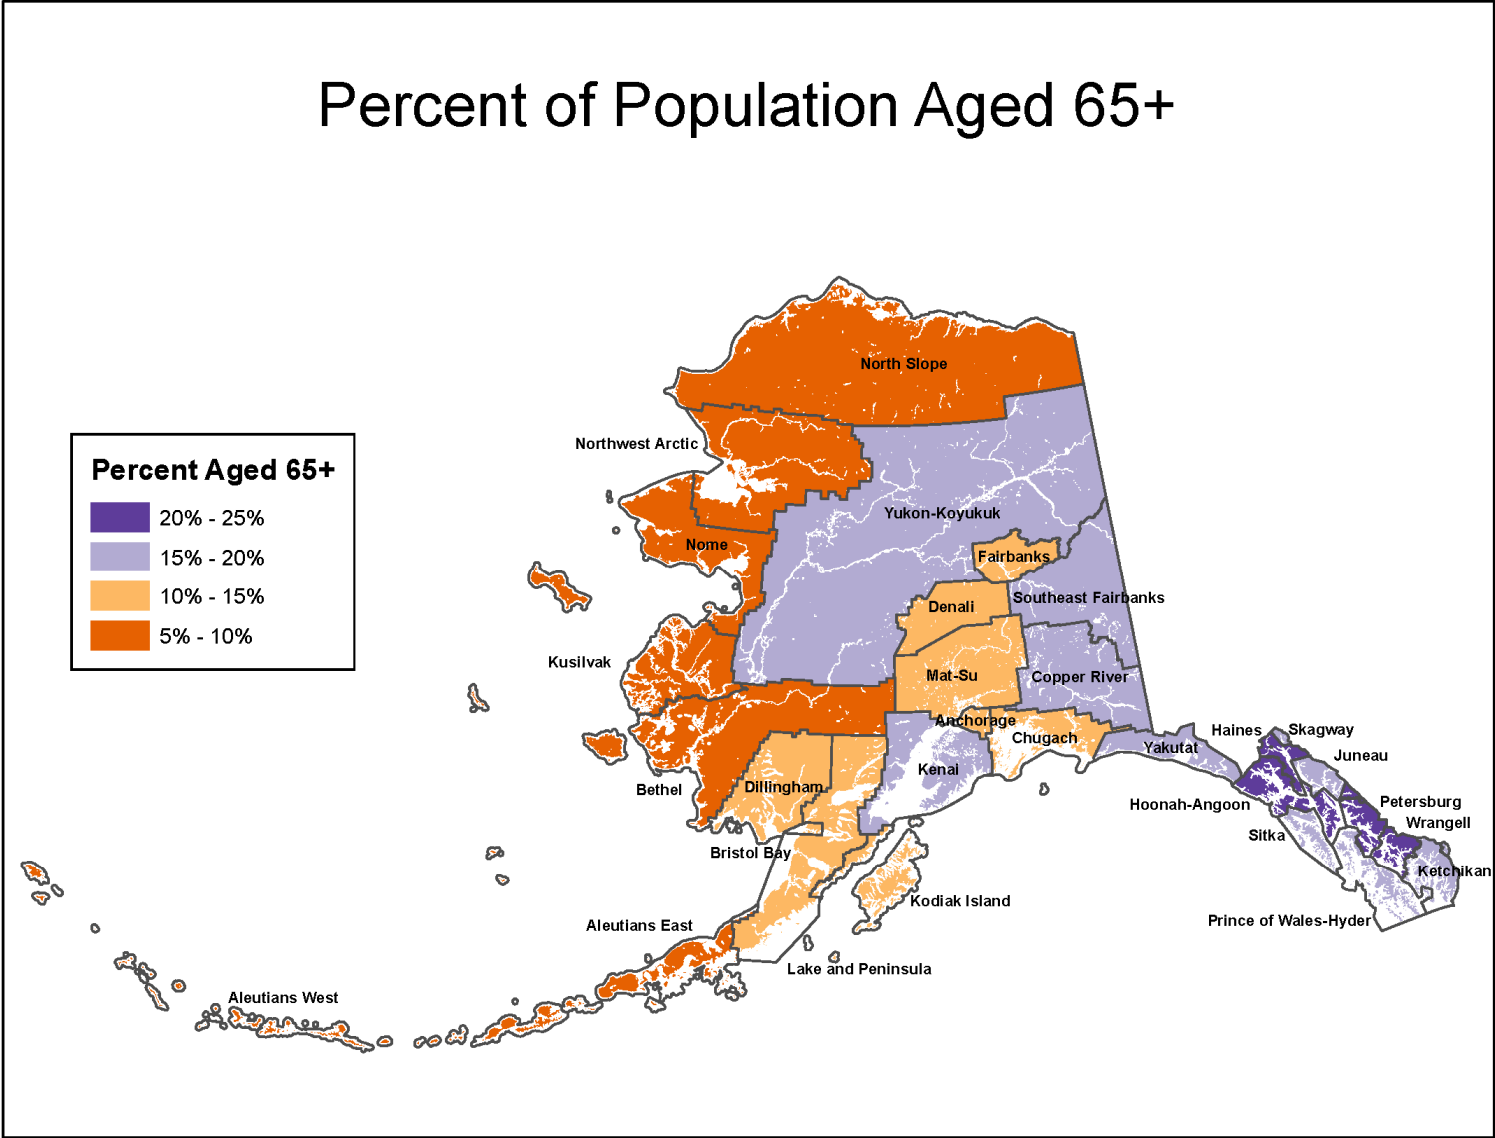 Percent of Population Aged 65+
North Slope
Northwest Arctic
Percent Aged 65+
20% - 25%
15% - 20%
10% - 15%
5% - 10%
Yukon-Koyukuk
Nome
Fairbanks
Southeast Fairbanks
Denali
Kusilvak
Mat-Su
Copper River
Anchorage
Chugach
Haines
Skagway
Yakutat
Juneau
Kenai
Bethel
Dillingham
Hoonah-Angoon
Petersburg
Wrangell
Sitka
Bristol Bay
Ketchikan
Kodiak Island
Prince of Wales-Hyder
Aleutians East
Lake and Peninsula
Aleutians West